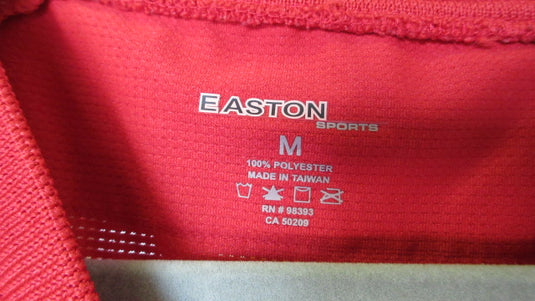 EASTON
SPORTS
M
100% POLYESTER
MADE IN TAIWAN
RN # 98393
CA 50209